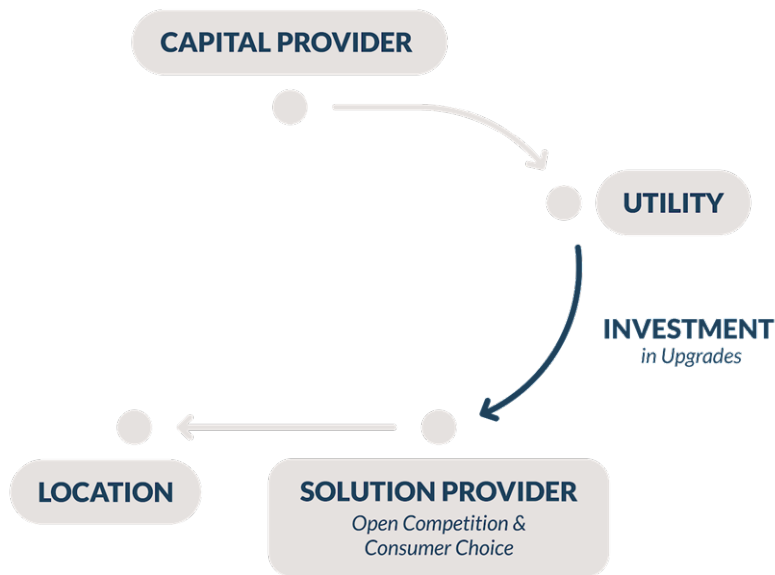 CAPITAL PROVIDER
UTILITY
INVESTMENT
in Upgrades
LOCATION
SOLUTION PROVIDER
Open Competition &
Consumer Choice